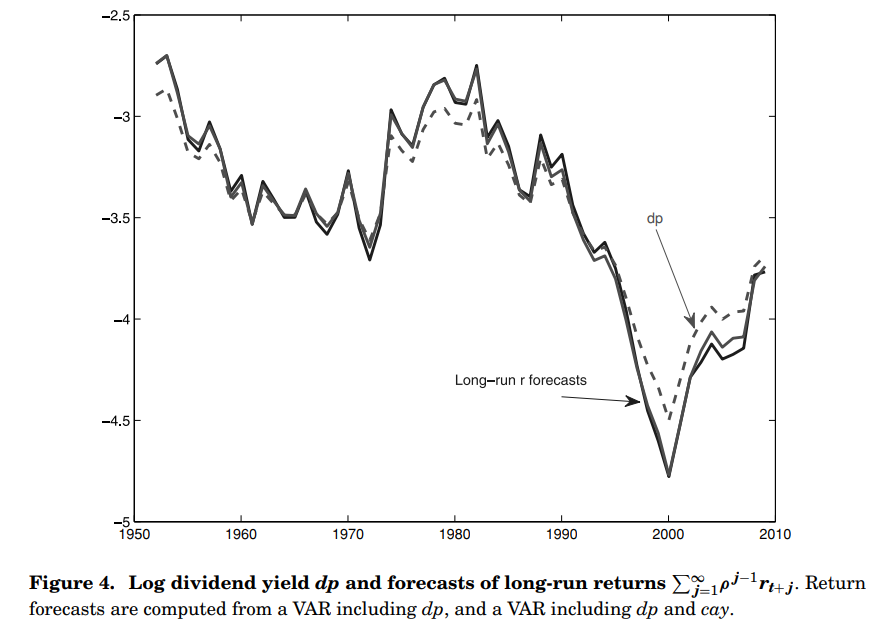 −2.5
−3
−3.5
dp
−4
Long−run r forecasts
−4.5
−5
1950 1960 1970 1980 1990 2000 2010
Figure 4. Log dividend yield dp and forecasts of long-run returns ∑∞j=1 ρ^j−1 r_t+j. Return
forecasts are computed from a VAR including dp, and a VAR including dp and cay.